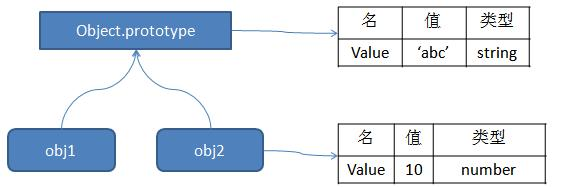 Object.prototype
名 值 类型
Value ‘abc’ string
obj1
obj2
名 值 类型
Value 10 number